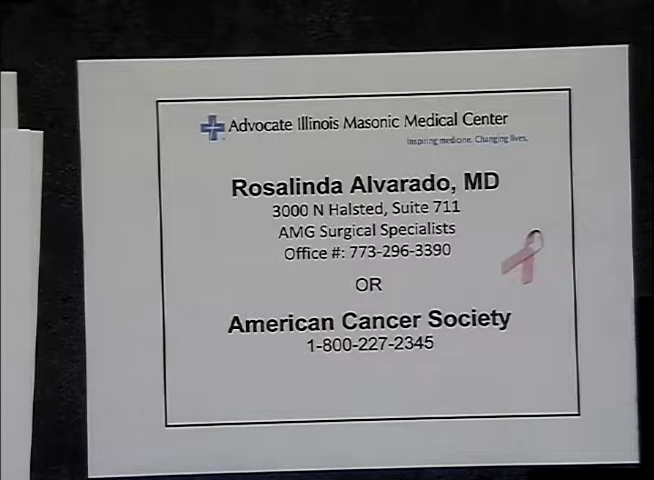 Advocate Illinois Masonic Medical Center
Inspiring medicine. Changing lives.
Rosalinda Alvarado, MD
3000 N Halsted, Suite 711
AMG Surgical Specialists
Office #: 773-296-3390
OR
American Cancer Society
1-800-227-2345